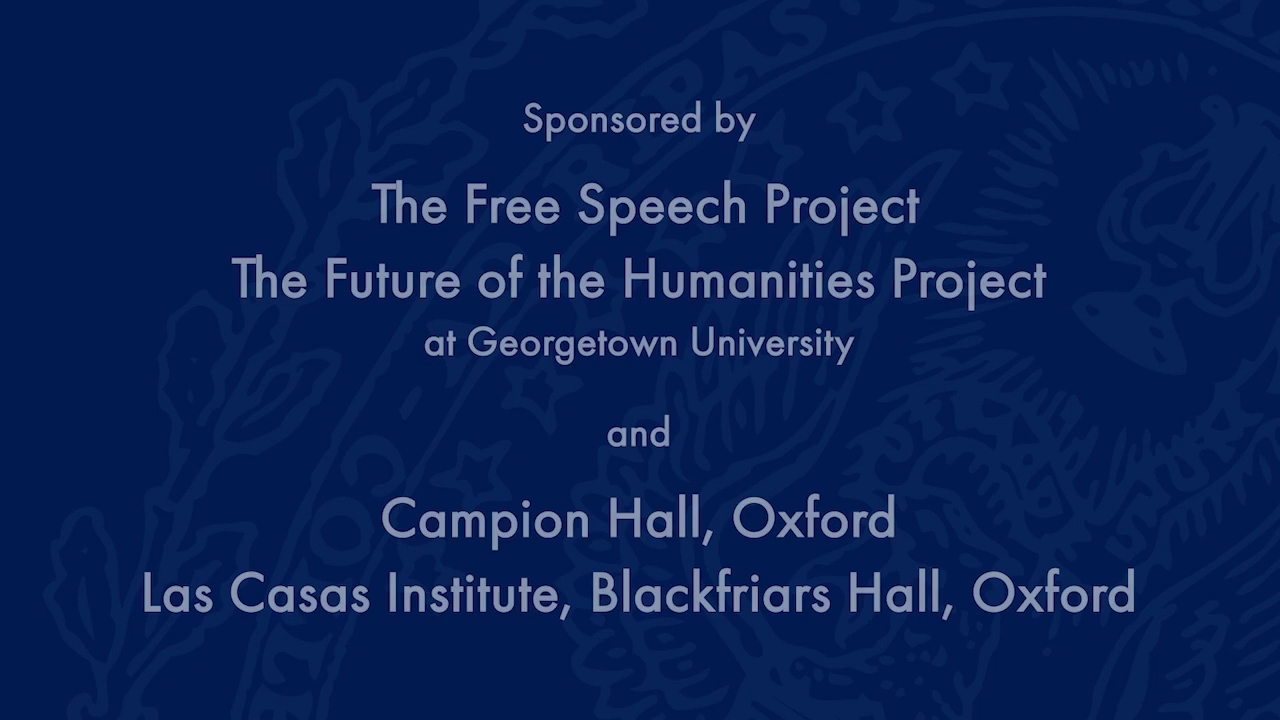 Sponsored by
The Free Speech Project
The Future of the Humanities Project
at Georgetown University
and
Campion Hall, Oxford
Las Casas Institute, Blackfriars Hall, Oxford